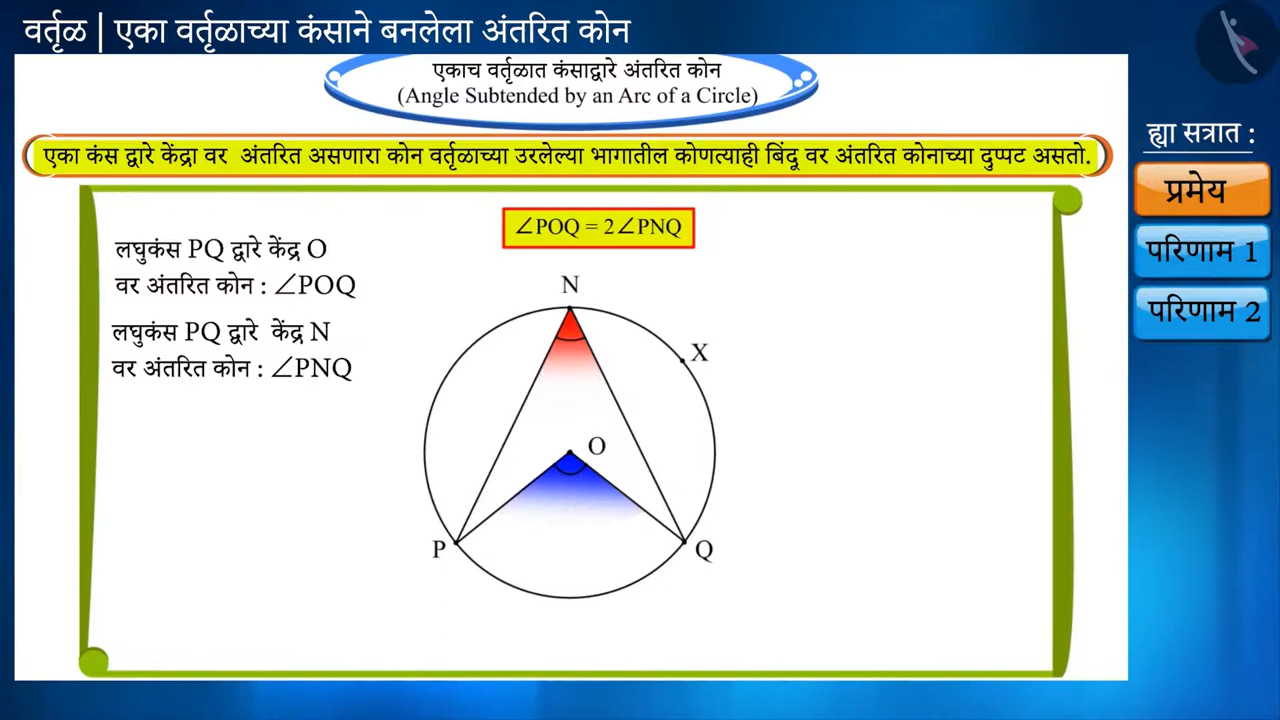 वर्तृळ | एका वर्तृळाच्या कंसाने बनलेला अंतरित कोन
एकाच वर्तृळात कंसाद्वारे अंतरित कोन
(Angle Subtended by an Arc of a Circle)
ह्या सत्रात :
एका कंस द्वारे केंद्रा वर अंतरित असणारा कोन वर्तृळाच्या उरलेल्या भागातील कोणत्याही बिंदू वर अंतरित कोनाच्या दुप्पट असतो.
प्रमेय
परिणाम 1
परिणाम 2
∠POQ = 2∠PNQ
लघुकंस PQ द्वारे केंद्र O
वर अंतरित कोन : ∠POQ
लघुकंस PQ द्वारे केंद्र N
वर अंतरित कोन : ∠PNQ
N
X
O
P
Q